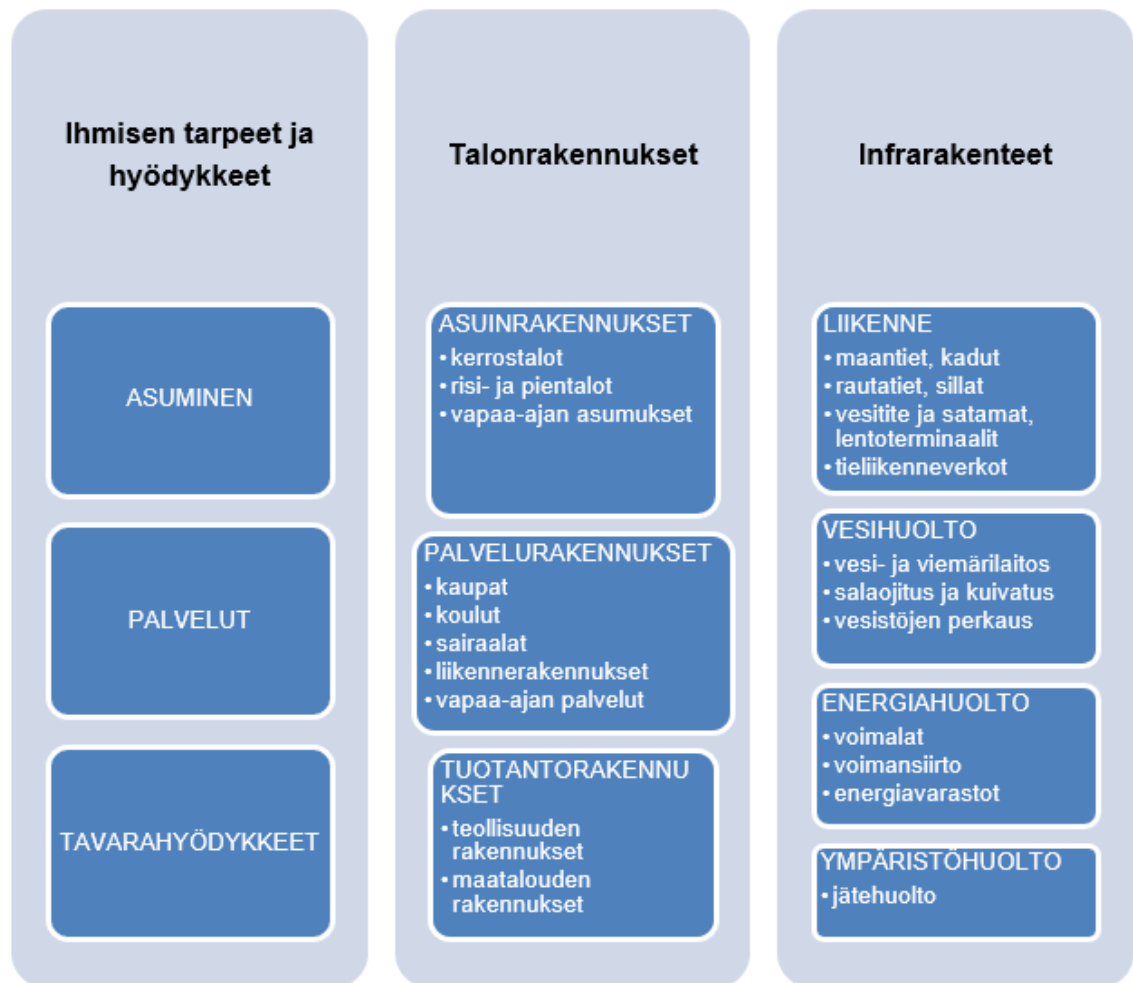 Ihmisen tarpeet ja
hyödykkeet
ASUMINEN
PALVELUT
TAVARAHYÖDYKKEET
Talonrakennukset
ASUINRAKENNUKSET
• kerrostalot
• risi- ja pientalot
• vapaa-ajan asumukset
PALVELURAKENNUKSET
• kaupat
• koulut
• sairaalat
• liikennerakennukset
• vapaa-ajan palvelut
TUOTANTORAKENNU
KSET
• teollisuuden
rakennukset
• maatalouden
rakennukset
Infrarakenteet
LIIKENNE
• maantiet, kadut
• rautatiet, sillat
• vesitite ja satamat,
lentoterminaalit
• tieliikenneverkot
VESIHUOLTO
• vesi- ja viemärilaitos
• salaojitus ja kuivatus
• vesistöjen perkaus
ENERGIAHUOLTO
• voimalat
• voimansiirto
• energiavarastot
YMPÄRISTÖHUOLTO
• jätehuolto